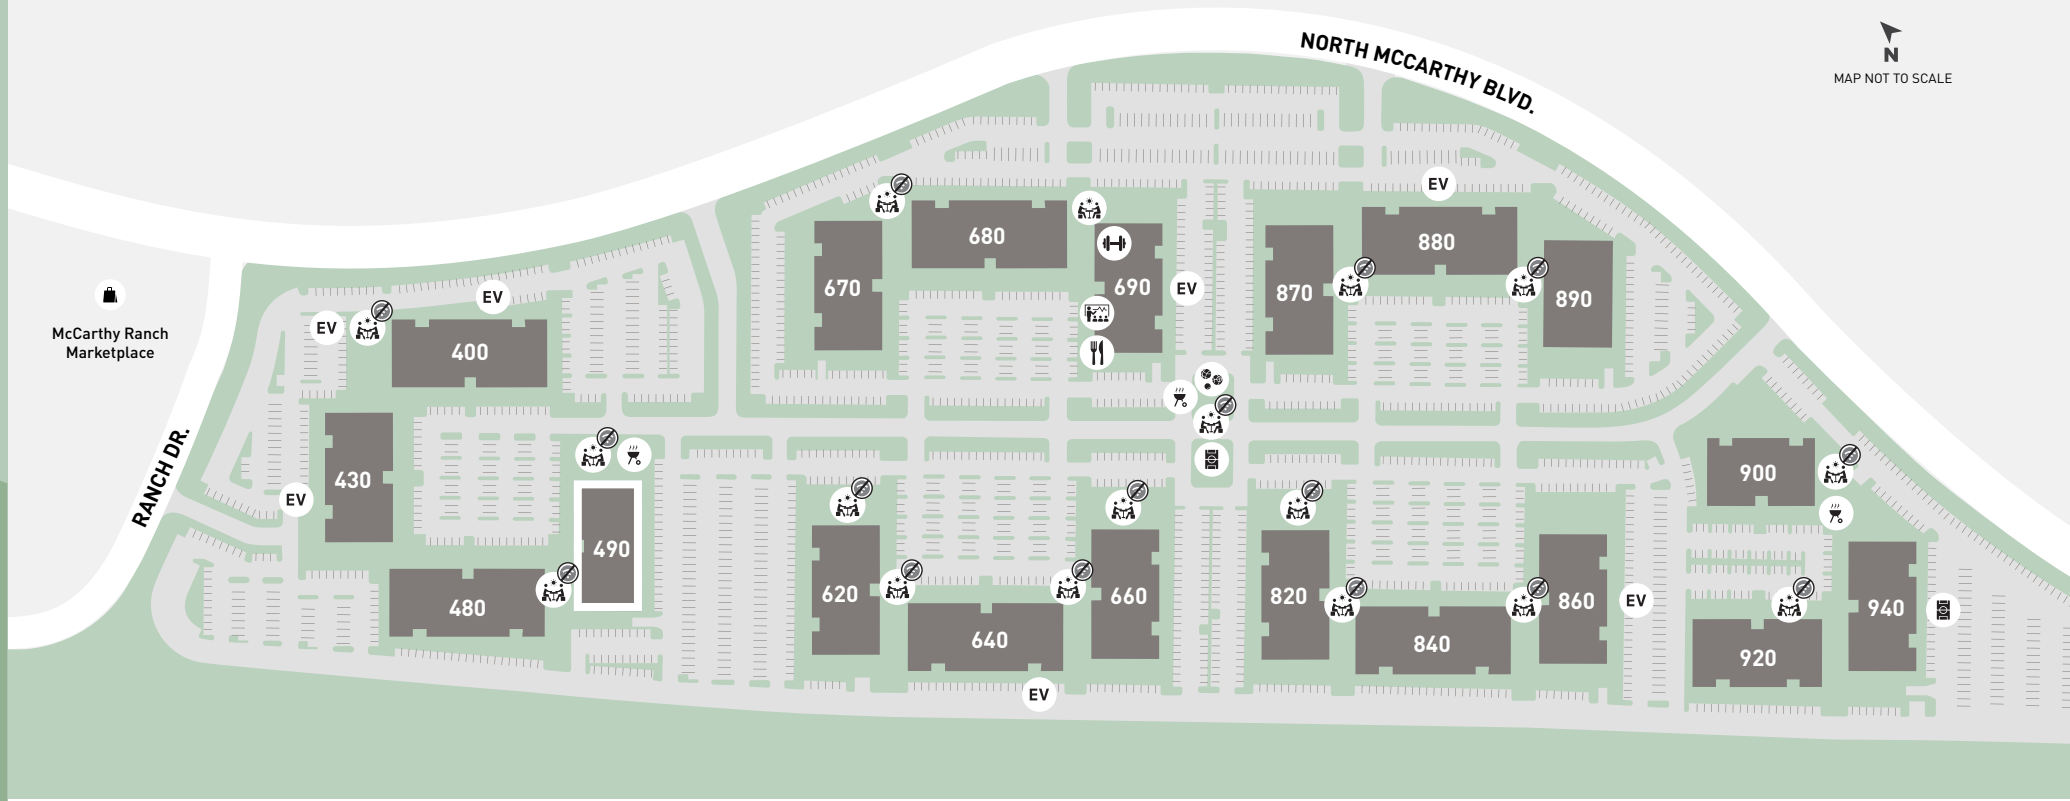 NORTH MCCARTHY BLVD.
N
MAP NOT TO SCALE
McCarthy Ranch
Marketplace
RANCH DR.
EV
EV
400
430
EV
480
490
670
680
690
EV
870
880
EV
890
620
640
660
EV
820
840
860
EV
900
920
940